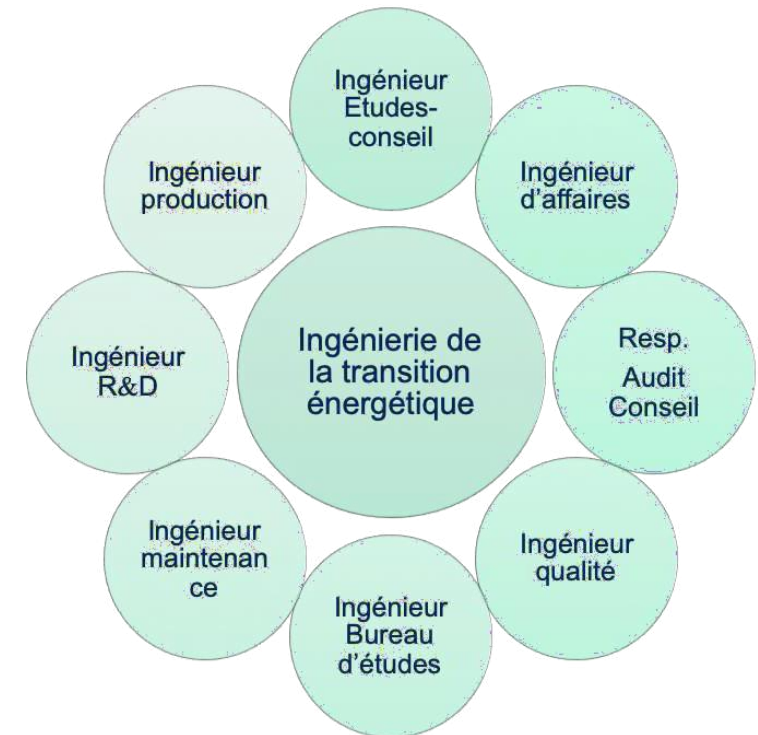 Ingénieur
Etudes-
conseil
Ingénieur
d’affaires
Resp.
Audit
Conseil
Ingénieur
qualité
Ingénieur
Bureau
d’études
Ingénieur
maintenan
ce
Ingénieur
R&D
Ingénieur
production
Ingénierie de
la transition
énergétique